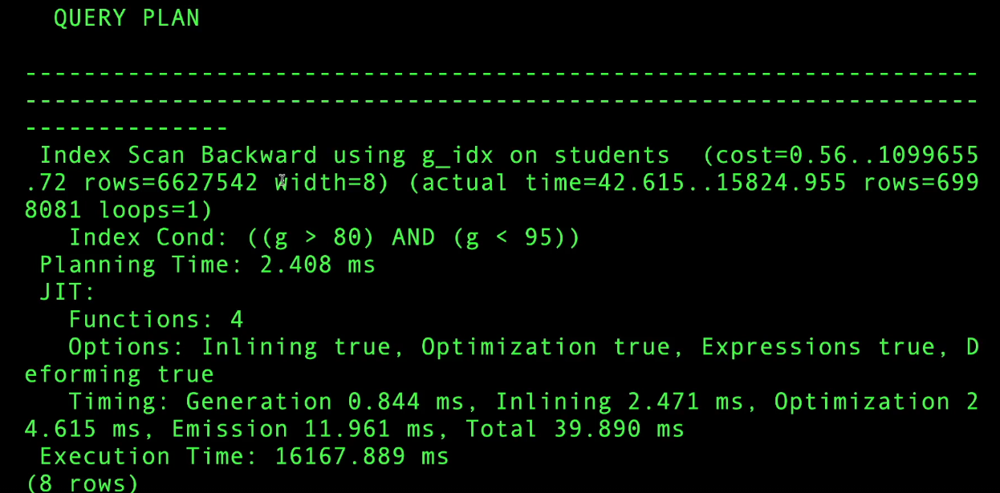 QUERY PLAN
-----------------------------------------------------------------
-----------------------------------------------------------------
--------------
Index Scan Backward using g_idx on students  (cost=0.56..1099655
.72 rows=6627542 width=8) (actual time=42.615..15824.955 rows=699
8081 loops=1)
Index Cond: ((g > 80) AND (g < 95))
Planning Time: 2.408 ms
JIT:
Functions: 4
Options: Inlining true, Optimization true, Expressions true, D
eforming true
Timing: Generation 0.844 ms, Inlining 2.471 ms, Optimization 2
4.615 ms, Emission 11.961 ms, Total 39.890 ms
Execution Time: 16167.889 ms
(8 rows)